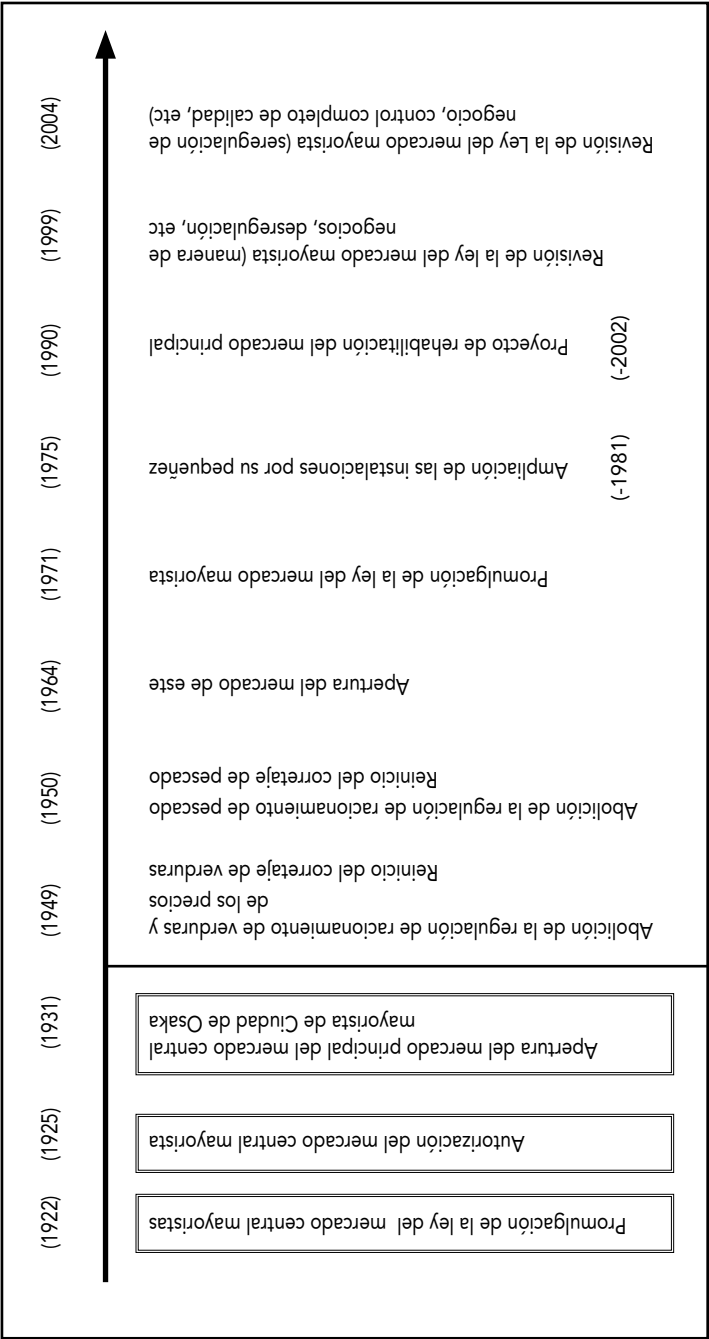 (1922)
Promulgación de la ley del mercado central mayoristas
(1925)
Autorización del mercado central mayorista
(1931)
Apertura del mercado principal del mercado central
mayorista de Ciudad de Osaka
(1949)
Abolición de la regulación de racionamiento de verduras y
de los precios
Reinicio del corretaje de verduras
(1950)
Abolición de la regulación de racionamiento de pescado
Reinicio del corretaje de pescado
(1964)
Apertura del mercado de este
(1971)
Promulgación de la ley del mercado mayorista
(1975)
Ampliación de las instalaciones por su pequeñez
(-1981)
(1990)
Proyecto de rehabilitación del mercado principal
(-2002)
(1999)
Revisión de la ley del mercado mayorista (manera de
negocios, desregulación, etc
(2004)
Revisión de la Ley del mercado mayorista (seregulación de
negocio, control completo de calidad, etc)